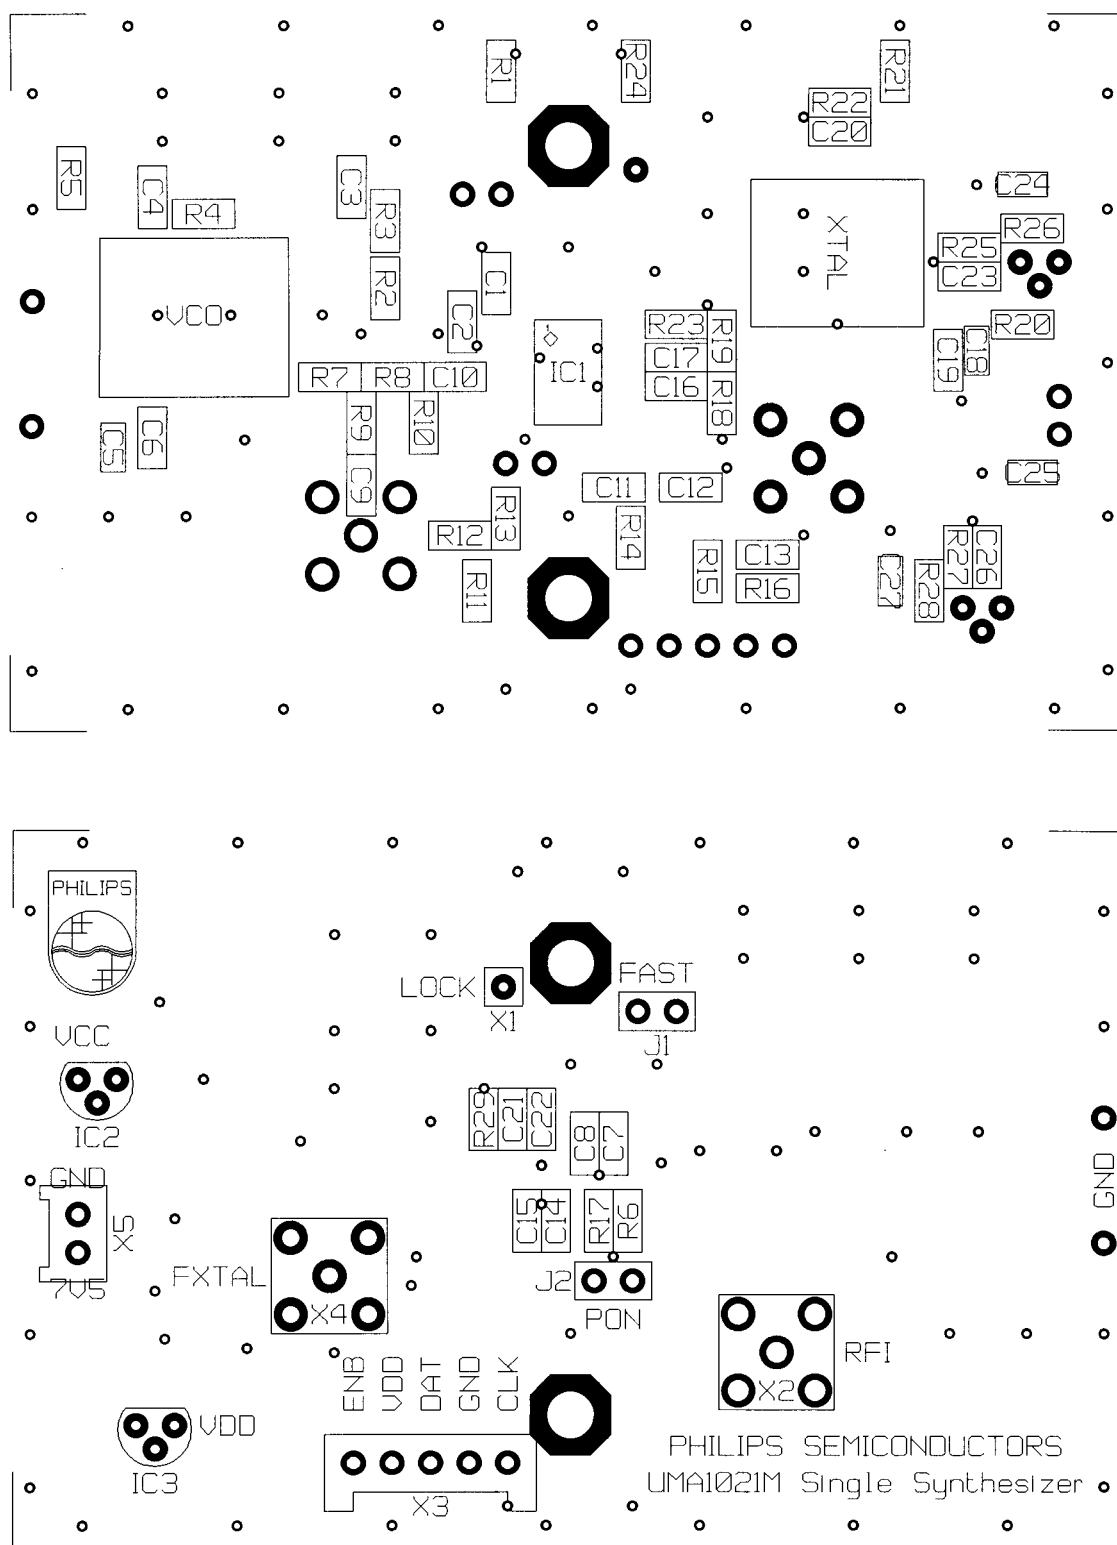 R1
R24
R21
R22
C20
R5
C4
R4
C3
R3
C24
R26
XTAL
R25
C23
R2
C1
C2
VCO
R23
R19
R20
C17
C19
C18
IC1
R7
R8
C10
C16
R18
R9
R10
C5
C6
C9
C11
C12
C25
R13
R12
R14
R15
C13
R27
C26
R11
R16
C27
R28
PHILIPS
LOCK
X1
FAST
J1
VCC
IC2
R29
C21
C22
C8
C7
GND
X5
7V5
GND
C15
C14
R17
R6
FXTAL
X4
J2
PON
RFI
X2
ENB
VDD
DAT
GND
CLK
VDD
IC3
X3
PHILIPS SEMICONDUCTORS
UMA1021M Single Synthesizer